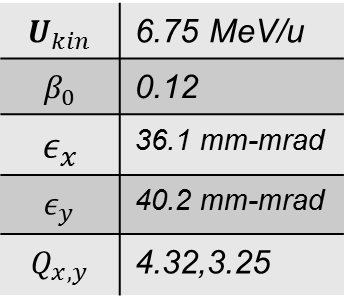 U_kin 6.75 MeV/u
β_0 0.12
ϵ_x 36.1 mm-mrad
ϵ_y 40.2 mm-mrad
Q_x,y 4.32,3.25